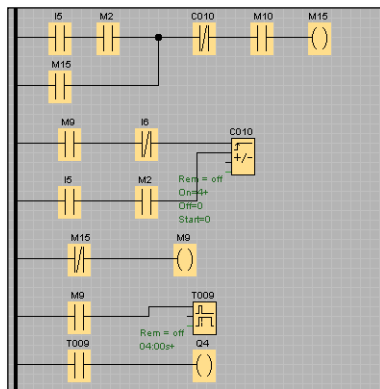 I5 M2 C010 M10 M15
M15
M9 I6 C010
+/-
Rem = off
On=4+
Off=0
Start=0
I5 M2
M15 M9
M9 T009
Rem = off
04:00s+
T009 Q4